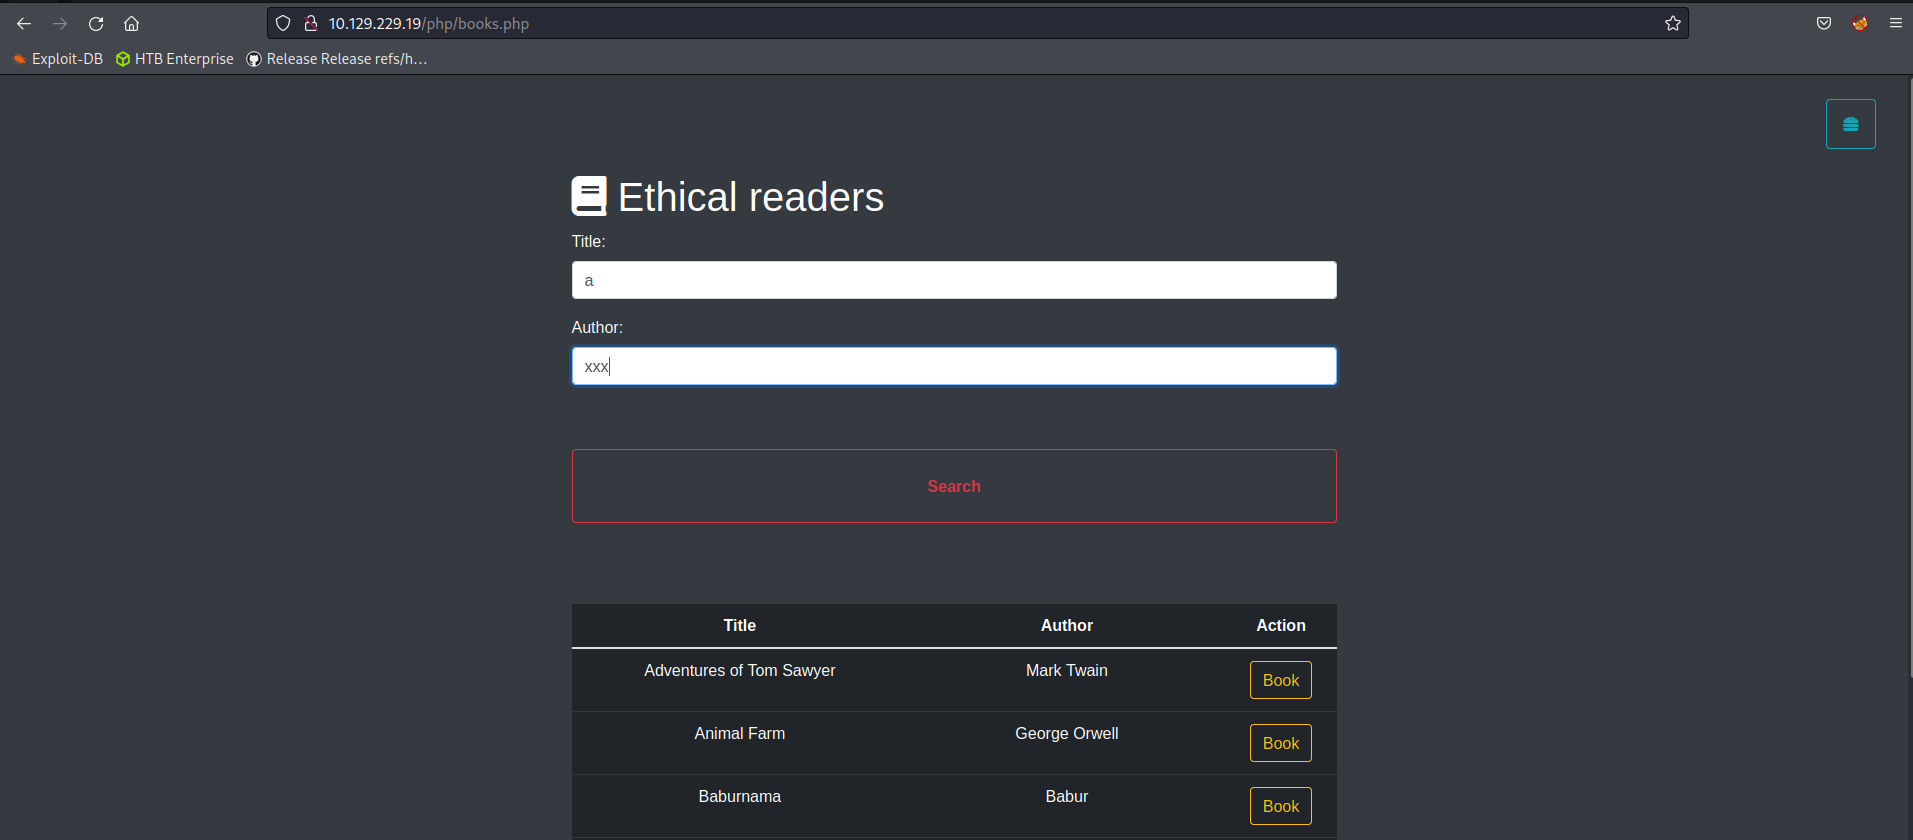 10.129.229.19/php/books.php
Exploit-DB HTB Enterprise Release Release refs/h…
Ethical readers
Title:
a
Author:
xxx
Search
Title Author Action
Adventures of Tom Sawyer Mark Twain Book
Animal Farm George Orwell Book
Baburnama Babur Book